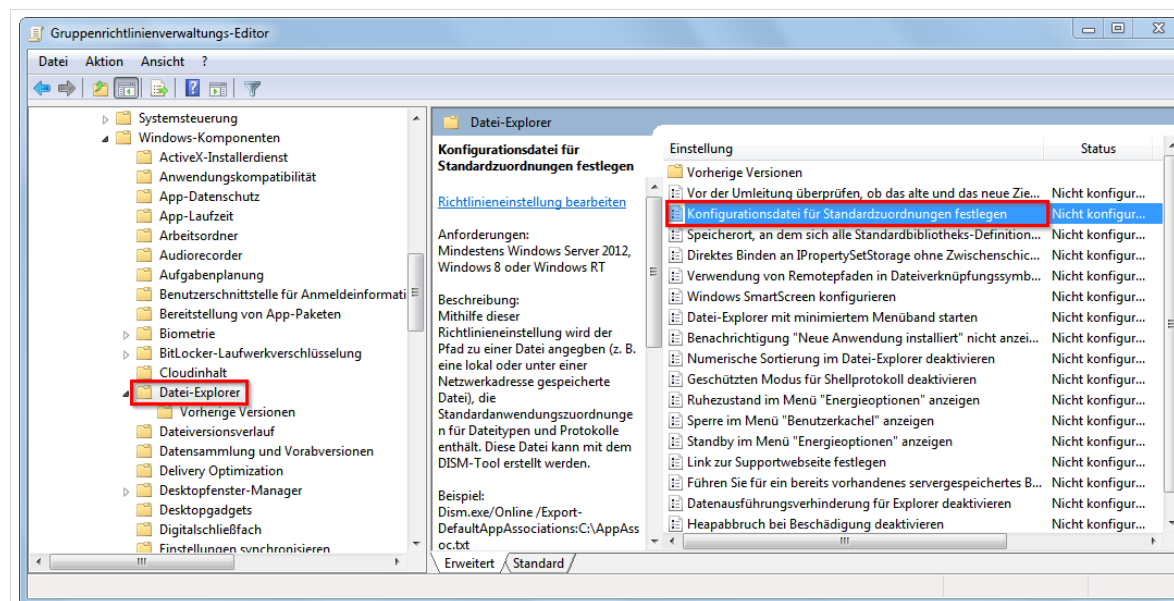 Gruppenrichtlinienverwaltungs-Editor
Datei Aktion Ansicht ?
Systemsteuerung
Windows-Komponenten
ActiveX-Installerdienst
Anwendungskompatibilität
App-Datenschutz
App-Laufzeit
Arbeitsordner
Audiorecorder
Aufgabenplanung
Benutzerschnittstelle für Anmeldeinformati
Bereitstellung von App-Paketen
Biometrie
BitLocker-Laufwerkverschlüsselung
Cloudinhalt
Datei-Explorer
Vorherige Versionen
Dateiversionsverlauf
Datensammlung und Vorabversionen
Delivery Optimization
Desktopfenster-Manager
Desktopgadgets
Digitalschließfach
Einstellungen synchronisieren
Datei-Explorer
Konfigurationsdatei für
Standardzuordnungen festlegen
Richtlinieneinstellung bearbeiten
Anforderungen:
Mindestens Windows Server 2012,
Windows 8 oder Windows RT
Beschreibung:
Mithilfe dieser
Richtlinieneinstellung wird der
Pfad zu einer Datei angegben (z. B.
eine lokal oder unter einer
Netzwerkadresse gespeicherte
Datei), die
Standardanwendungszuordnunge
n für Dateitypen und Protokolle
enthält. Diese Datei kann mit dem
DISM-Tool erstellt werden.
Beispiel:
Dism.exe/Online /Export-
DefaultAppAssociations:C:\AppAss
oc.txt
Einstellung Status
Vorherige Versionen
Vor der Umleitung überprüfen, ob das alte und das neue Zie... Nicht konfigur...
Konfigurationsdatei für Standardzuordnungen festlegen Nicht konfigur...
Speicherort, an dem sich alle Standardbibliotheks-Definition... Nicht konfigur...
Direktes Binden an IPropertySetStorage ohne Zwischenschic... Nicht konfigur...
Verwendung von Remotepfaden in Dateiverknüpfungssymb... Nicht konfigur...
Windows SmartScreen konfigurieren Nicht konfigur...
Datei-Explorer mit minimiertem Menüband starten Nicht konfigur...
Benachrichtigung "Neue Anwendung installiert" nicht anzei... Nicht konfigur...
Numerische Sortierung im Datei-Explorer deaktivieren Nicht konfigur...
Geschützten Modus für Shellprotokoll deaktivieren Nicht konfigur...
Ruhezustand im Menü "Energieoptionen" anzeigen Nicht konfigur...
Sperre im Menü "Benutzerkachel" anzeigen Nicht konfigur...
Standby im Menü "Energieoptionen" anzeigen Nicht konfigur...
Link zur Supportwebseite festlegen Nicht konfigur...
Führen Sie für ein bereits vorhandenes servergespeichertes B... Nicht konfigur...
Datenausführungsverhinderung für Explorer deaktivieren Nicht konfigur...
Heapabbruch bei Beschädigung deaktivieren Nicht konfigur...
Erweitert Standard